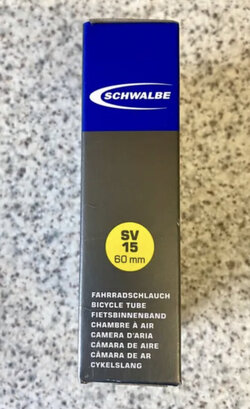 SCHWALBE
SV
15
60 mm
FAHRRADSCHLAUCH
BICYCLE TUBE
FIETSBINNENBAND
CHAMBRE À AIR
CAMERA D'ARIA
CÁMARA DE AIRE
CÂMARA DE AR
CYKELSLANG